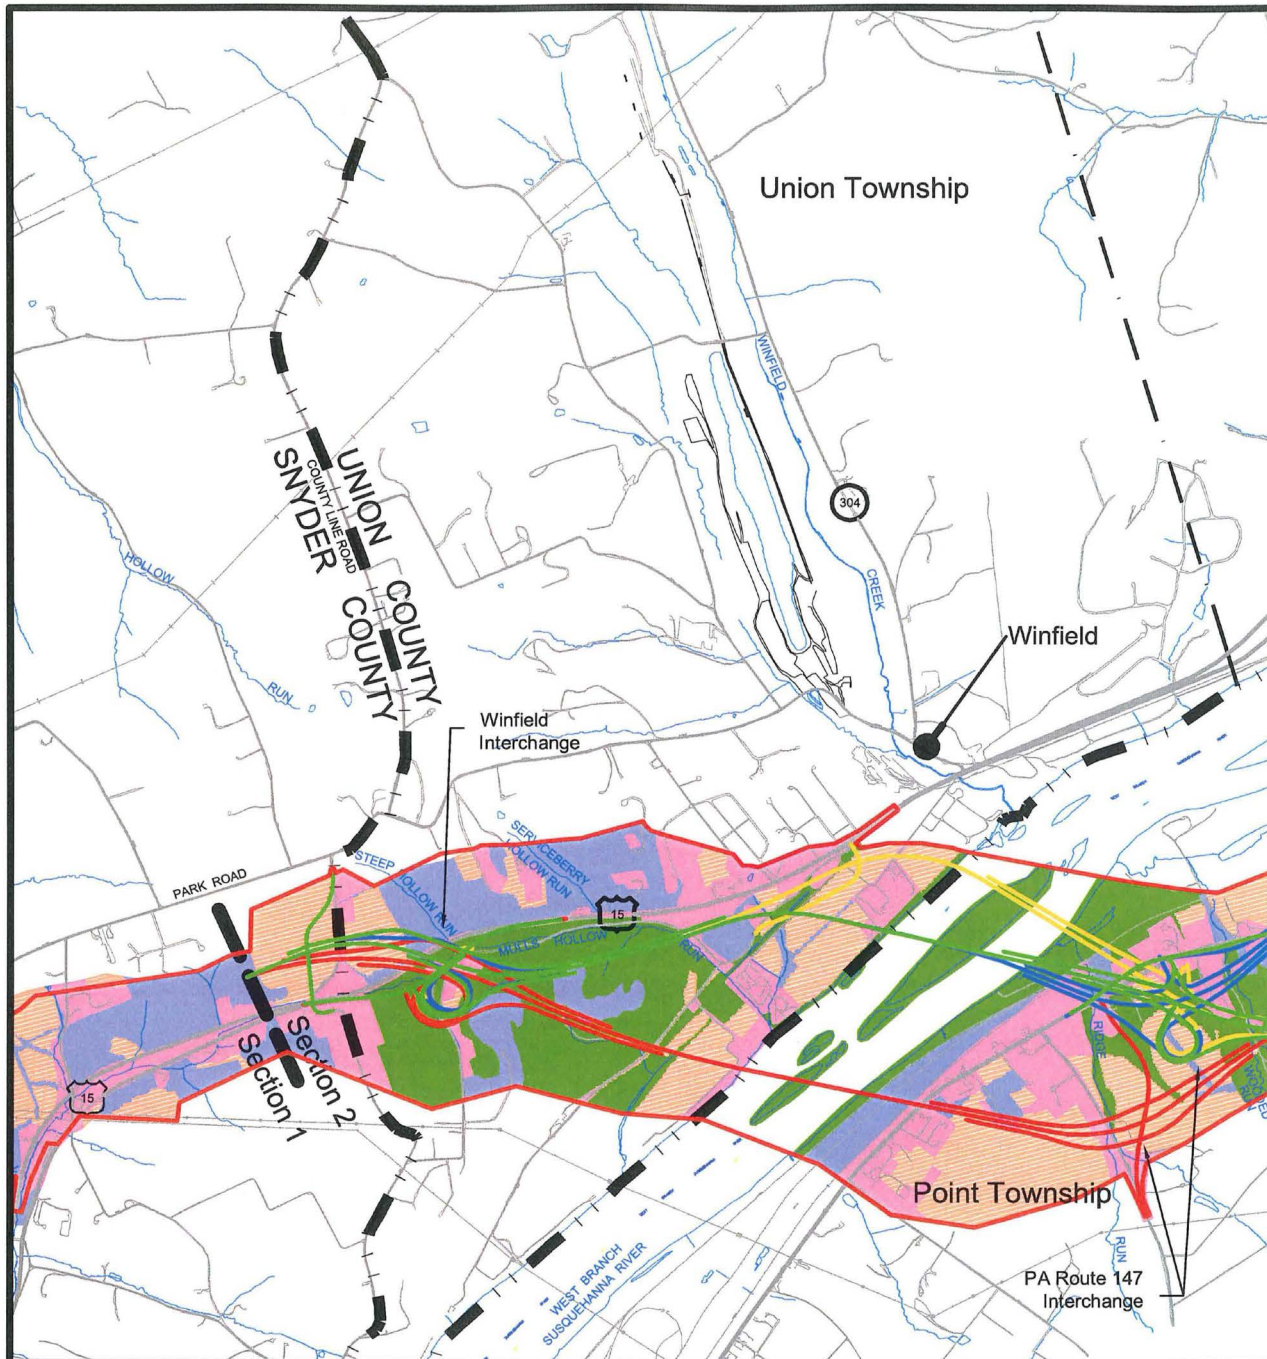 Union Township
WINFIELD
304
UNION COUNTY
COUNTY LINE ROAD
SNYDER COUNTY
HOLLOW
RUN
CREEK
Winfield
Winfield
Interchange
SERVICEBERRY
HOLLOW RUN
STEEP HOLLOW RUN
PARK ROAD
15
MULLS HOLLOW RUN
Section 2
Section 1
15
RIDGE
RUN
WOODED
RUN
Point Township
WEST BRANCH
SUSQUEHANNA RIVER
PA Route 147
Interchange